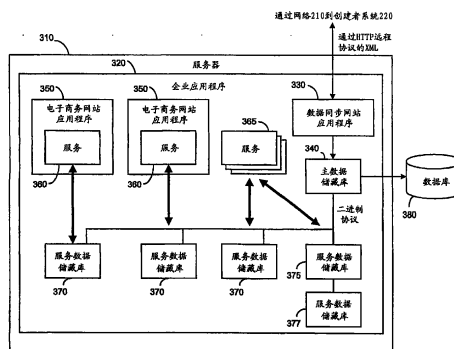 通过网络210到创建者系统220
通过HTTP远程
协议的XML
310
服务器
320
企业应用程序
350
电子商务网站
应用程序
服务
360
350
电子商务网站
应用程序
服务
360
365
服务
330
数据同步网站
应用程序
340
主数据
储藏库
数据库
380
二进制
协议
服务数据
储藏库
370
服务数据
储藏库
370
服务数据
储藏库
370
服务数据
储藏库
375
服务数据
储藏库
377